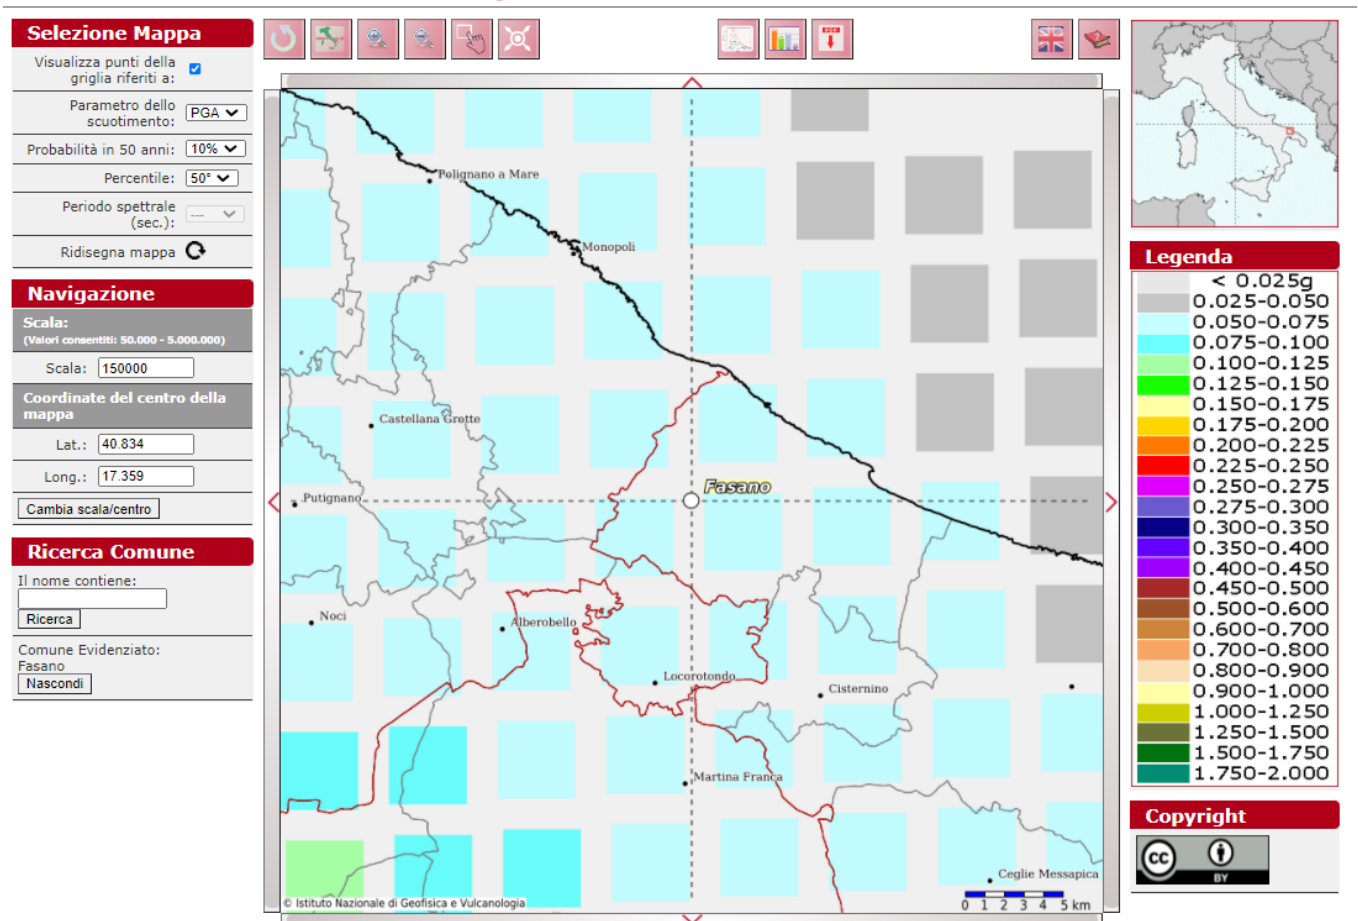 Selezione Mappa
Visualizza punti della
griglia riferiti a:
Parametro dello
scuotimento: PGA
Probabilità in 50 anni: 10%
Percentile: 50°
Periodo spettrale
(sec.): ---
Ridisegna mappa
Navigazione
Scala:
(Valori consentiti: 50.000 - 5.000.000)
Scala: 150000
Coordinate del centro della
mappa
Lat.: 40.834
Long.: 17.359
Cambia scala/centro
Ricerca Comune
Il nome contiene:
Ricerca
Comune Evidenziato:
Fasano
Nascondi
PDF
Polignano a Mare
Monopoli
Castellana Grotte
Fasano
Putignano
Noci
Alberobello
Locorotondo
Cisternino
Martina Franca
Ceglie Messapica
© Istituto Nazionale di Geofisica e Vulcanologia
0 1 2 3 4 5 km
Legenda
< 0.025g
0.025-0.050
0.050-0.075
0.075-0.100
0.100-0.125
0.125-0.150
0.150-0.175
0.175-0.200
0.200-0.225
0.225-0.250
0.250-0.275
0.275-0.300
0.300-0.350
0.350-0.400
0.400-0.450
0.450-0.500
0.500-0.600
0.600-0.700
0.700-0.800
0.800-0.900
0.900-1.000
1.000-1.250
1.250-1.500
1.500-1.750
1.750-2.000
Copyright
cc
BY